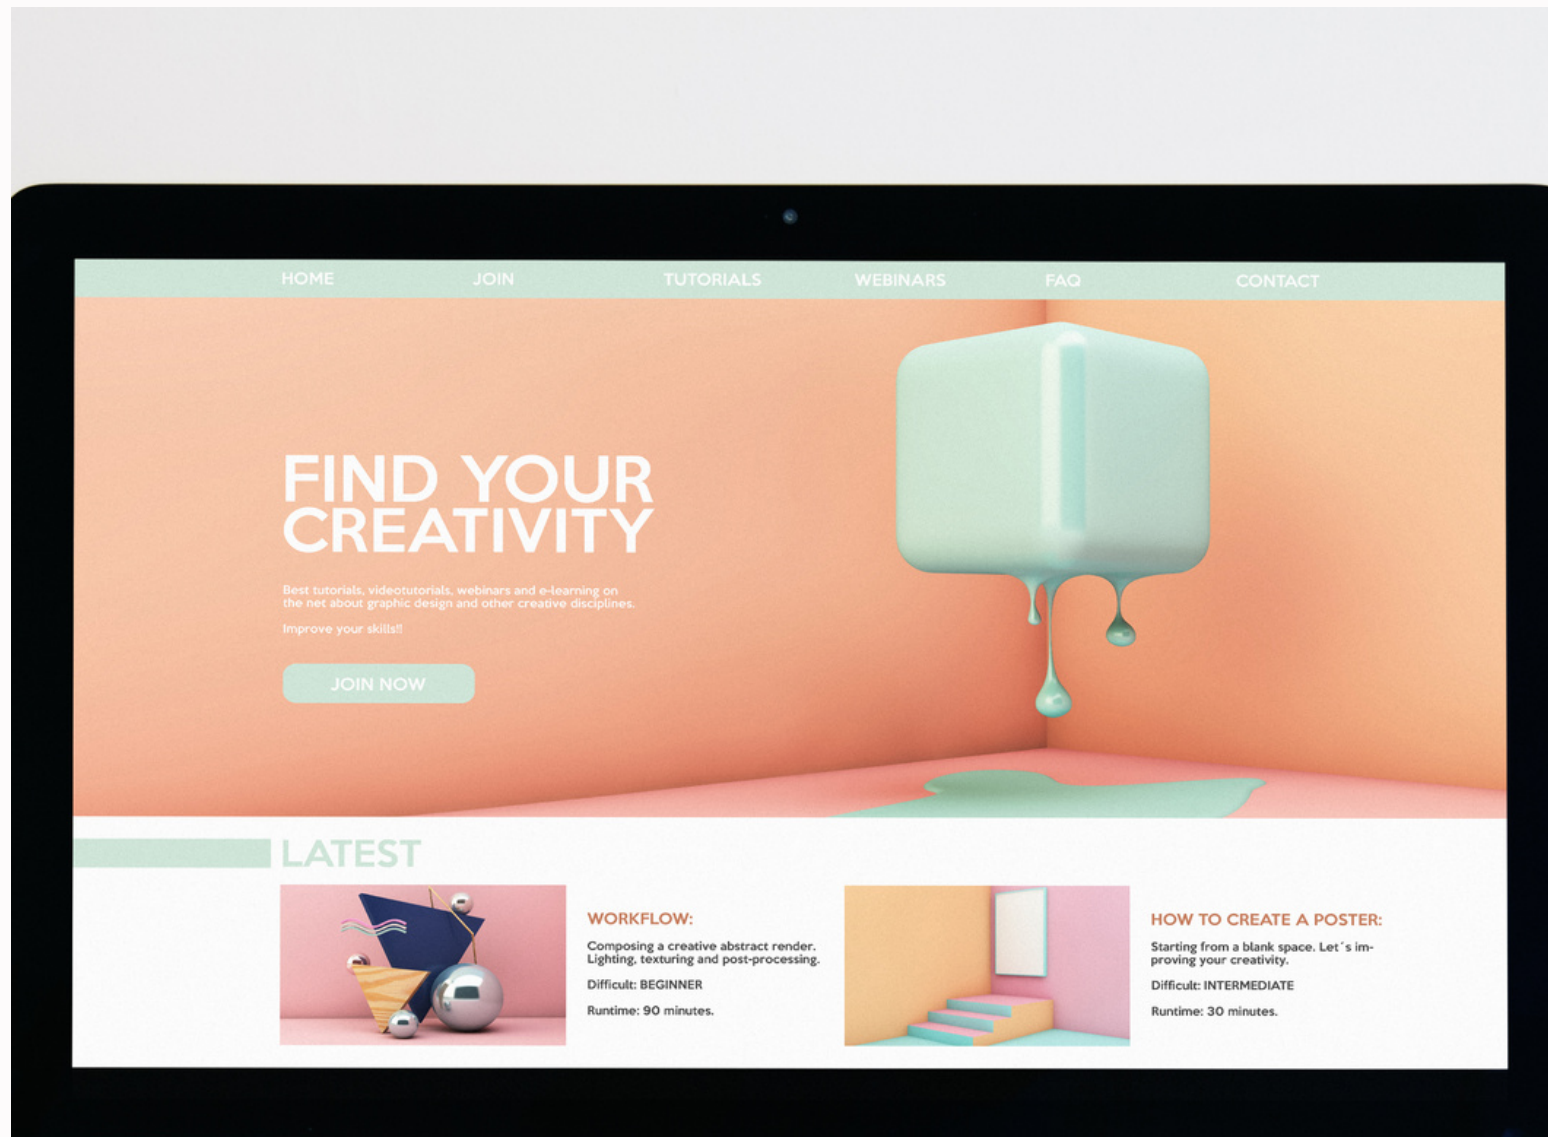 HOME JOIN TUTORIALS WEBINARS FAQ CONTACT
FIND YOUR
CREATIVITY
Best tutorials, videotutorials, webinars and e-learning on
the net about graphic design and other creative disciplines.
Improve your skills!!
JOIN NOW
LATEST
WORKFLOW:
Composing a creative abstract render.
Lighting, texturing and post-processing.
Difficult: BEGINNER
Runtime: 90 minutes.
HOW TO CREATE A POSTER:
Starting from a blank space. Let´s im-
proving your creativity.
Difficult: INTERMEDIATE
Runtime: 30 minutes.